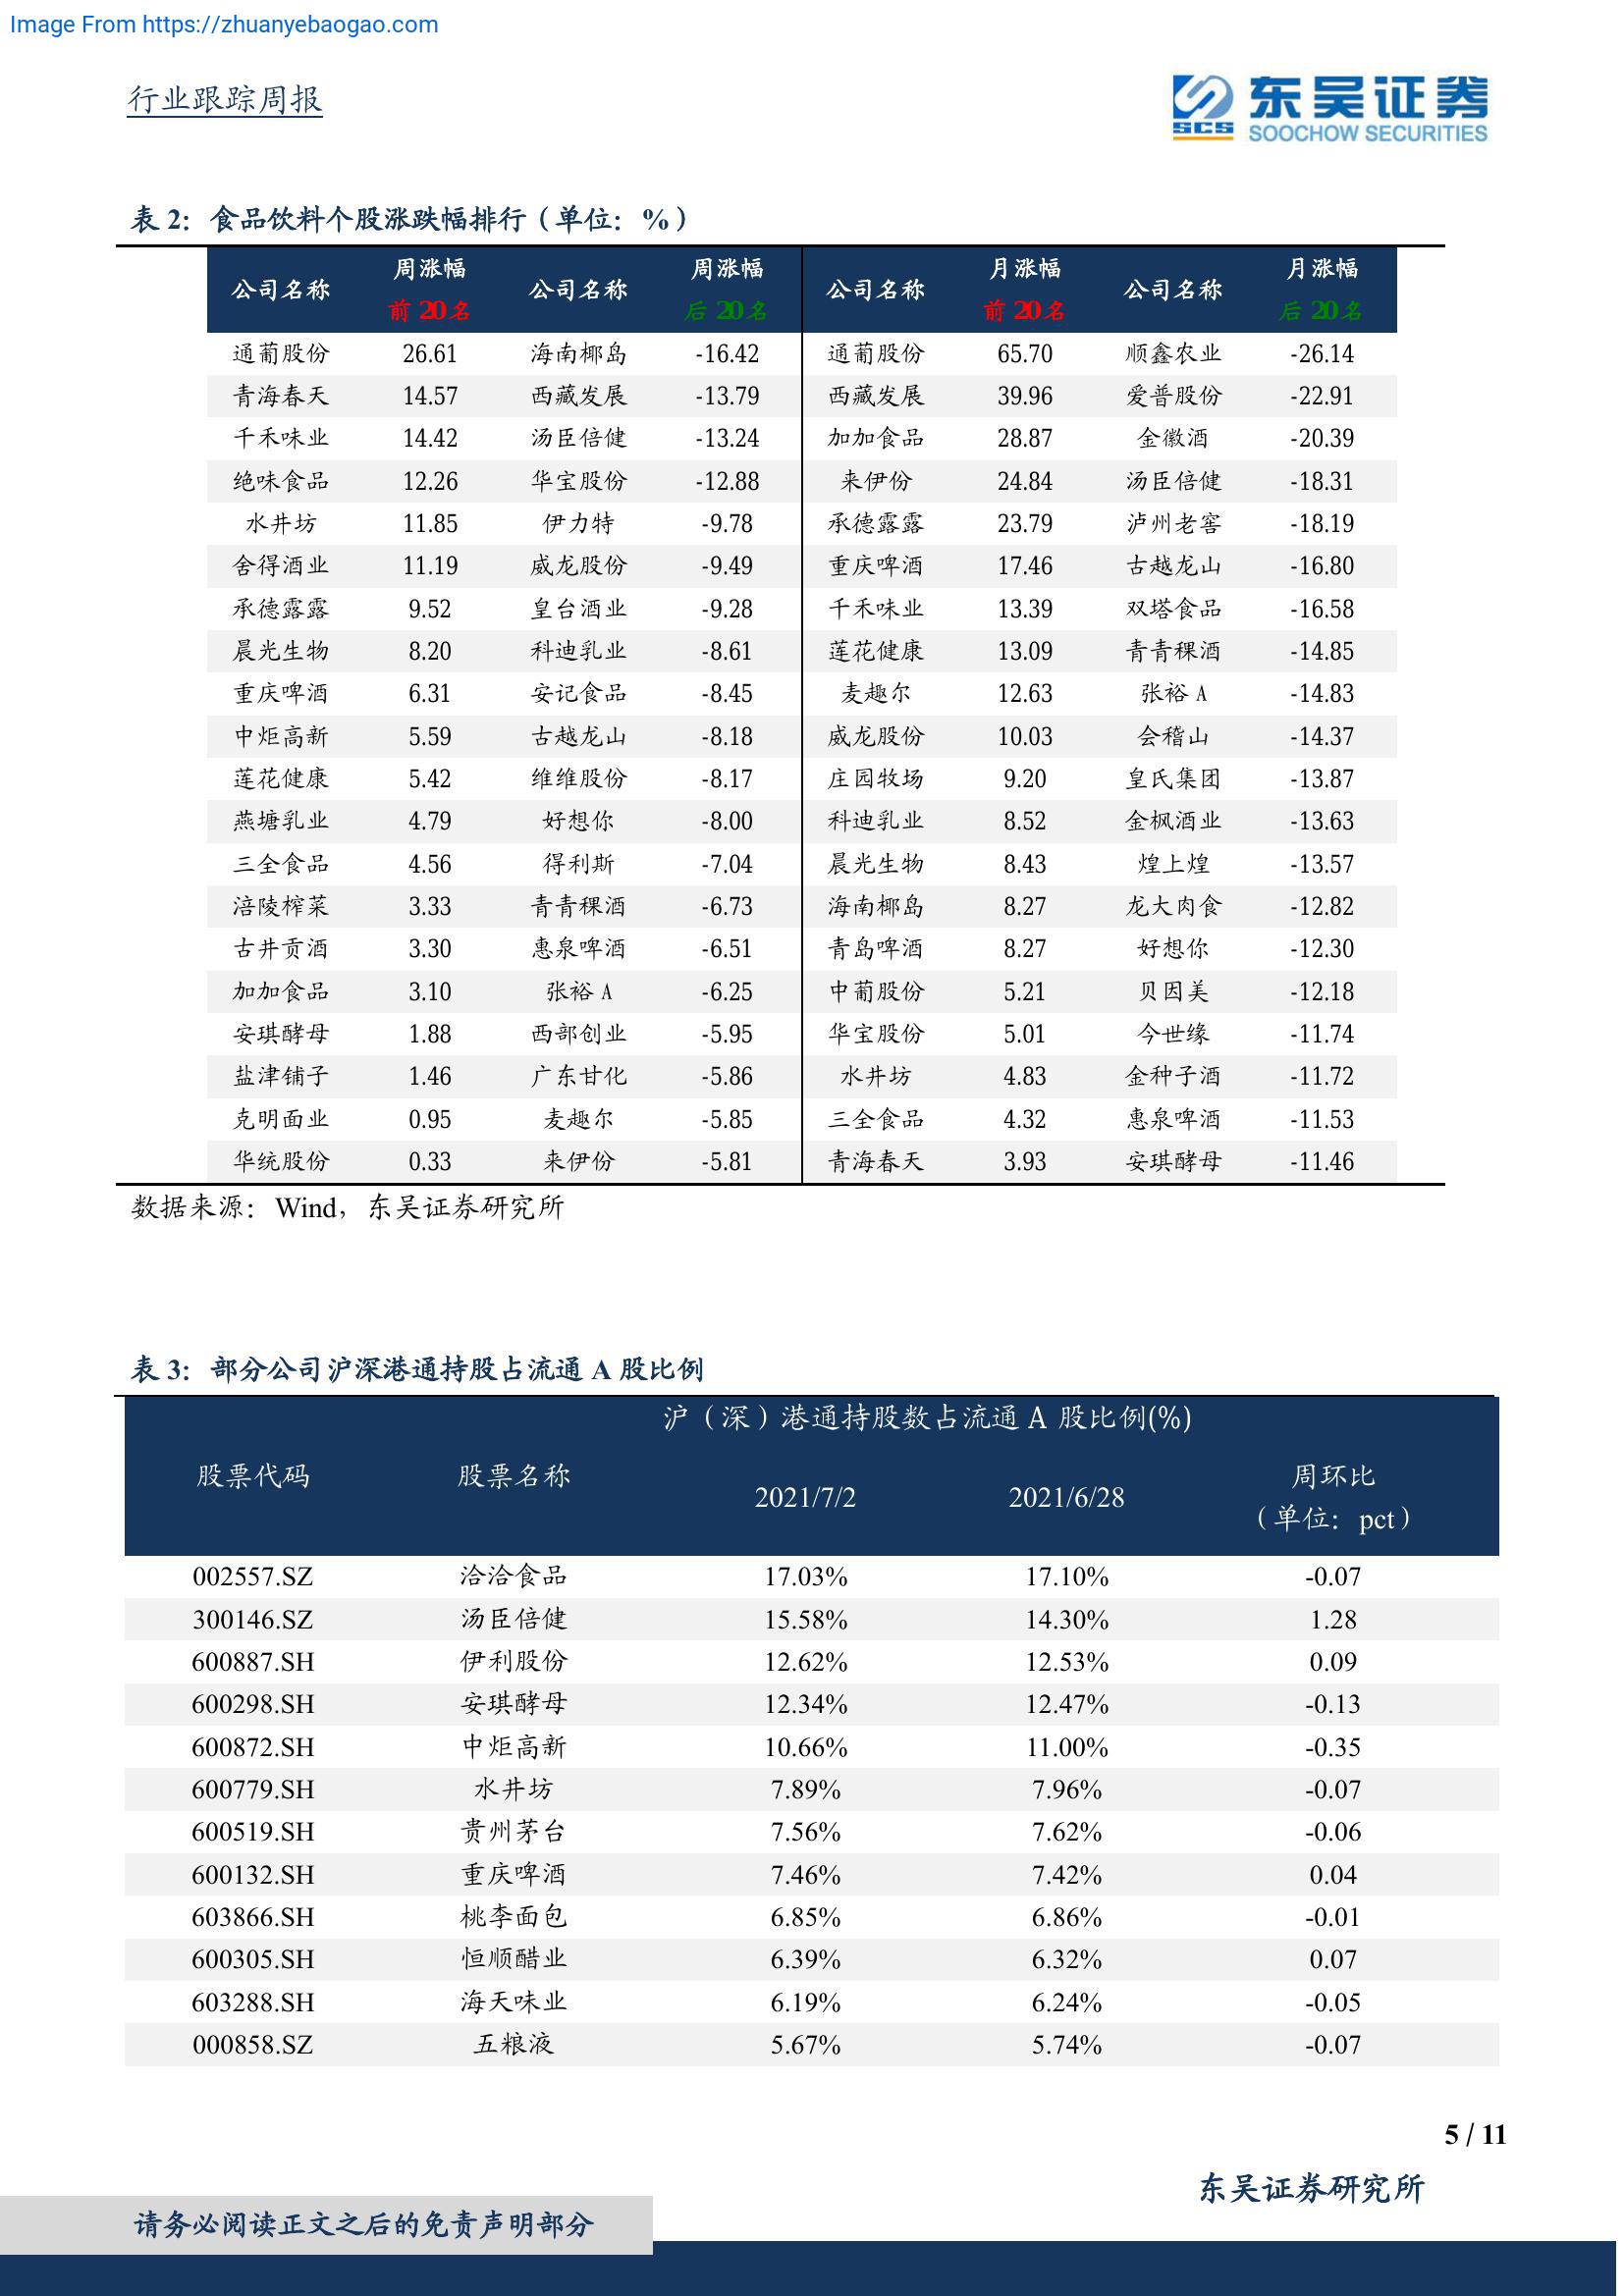 Image From https://zhuanyebaogao.com
行业跟踪周报
SCS 东吴证券
SOOCHOW SECURITIES
表 2：食品饮料个股涨跌幅排行（单位：%）
公司名称 周涨幅 前 20名 公司名称 周涨幅 后 20名 公司名称 月涨幅 前 20名 公司名称 月涨幅 后 20名
通葡股份 26.61 海南椰岛 -16.42 通葡股份 65.70 顺鑫农业 -26.14
青海春天 14.57 西藏发展 -13.79 西藏发展 39.96 爱普股份 -22.91
千禾味业 14.42 汤臣倍健 -13.24 加加食品 28.87 金徽酒 -20.39
绝味食品 12.26 华宝股份 -12.88 来伊份 24.84 汤臣倍健 -18.31
水井坊 11.85 伊力特 -9.78 承德露露 23.79 泸州老窖 -18.19
舍得酒业 11.19 威龙股份 -9.49 重庆啤酒 17.46 古越龙山 -16.80
承德露露 9.52 皇台酒业 -9.28 千禾味业 13.39 双塔食品 -16.58
晨光生物 8.20 科迪乳业 -8.61 莲花健康 13.09 青青稞酒 -14.85
重庆啤酒 6.31 安记食品 -8.45 麦趣尔 12.63 张裕 A -14.83
中炬高新 5.59 古越龙山 -8.18 威龙股份 10.03 会稽山 -14.37
莲花健康 5.42 维维股份 -8.17 庄园牧场 9.20 皇氏集团 -13.87
燕塘乳业 4.79 好想你 -8.00 科迪乳业 8.52 金枫酒业 -13.63
三全食品 4.56 得利斯 -7.04 晨光生物 8.43 煌上煌 -13.57
涪陵榨菜 3.33 青青稞酒 -6.73 海南椰岛 8.27 龙大肉食 -12.82
古井贡酒 3.30 惠泉啤酒 -6.51 青岛啤酒 8.27 好想你 -12.30
加加食品 3.10 张裕 A -6.25 中葡股份 5.21 贝因美 -12.18
安琪酵母 1.88 西部创业 -5.95 华宝股份 5.01 今世缘 -11.74
盐津铺子 1.46 广东甘化 -5.86 水井坊 4.83 金种子酒 -11.72
克明面业 0.95 麦趣尔 -5.85 三全食品 4.32 惠泉啤酒 -11.53
华统股份 0.33 来伊份 -5.81 青海春天 3.93 安琪酵母 -11.46
数据来源：Wind，东吴证券研究所
表 3：部分公司沪深港通持股占流通 A 股比例
沪（深）港通持股数占流通 A 股比例(%)
股票代码 股票名称 2021/7/2 2021/6/28 周环比
（单位：pct）
002557.SZ 洽洽食品 17.03% 17.10% -0.07
300146.SZ 汤臣倍健 15.58% 14.30% 1.28
600887.SH 伊利股份 12.62% 12.53% 0.09
600298.SH 安琪酵母 12.34% 12.47% -0.13
600872.SH 中炬高新 10.66% 11.00% -0.35
600779.SH 水井坊 7.89% 7.96% -0.07
600519.SH 贵州茅台 7.56% 7.62% -0.06
600132.SH 重庆啤酒 7.46% 7.42% 0.04
603866.SH 桃李面包 6.85% 6.86% -0.01
600305.SH 恒顺醋业 6.39% 6.32% 0.07
603288.SH 海天味业 6.19% 6.24% -0.05
000858.SZ 五粮液 5.67% 5.74% -0.07
5 / 11
东吴证券研究所
请务必阅读正文之后的免责声明部分